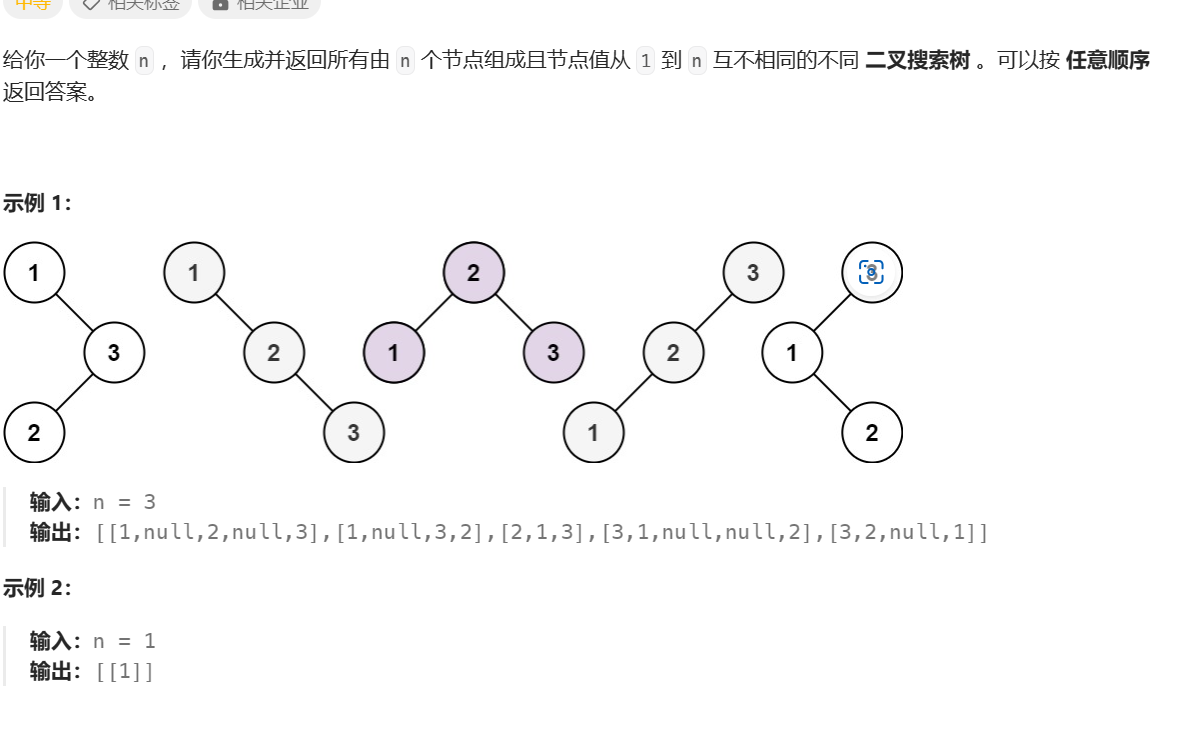 中等 相关标签 相关企业
给你一个整数 n ，请你生成并返回所有由 n 个节点组成且节点值从 1 到 n 互不相同的不同 二叉搜索树 。可以按 任意顺序
返回答案。
示例 1：
1 1 2 3 3
3 2 1 3 2 1
2 3 1 2
输入：n = 3
输出：[[1,null,2,null,3],[1,null,3,2],[2,1,3],[3,1,null,null,2],[3,2,null,1]]
示例 2：
输入：n = 1
输出：[[1]]